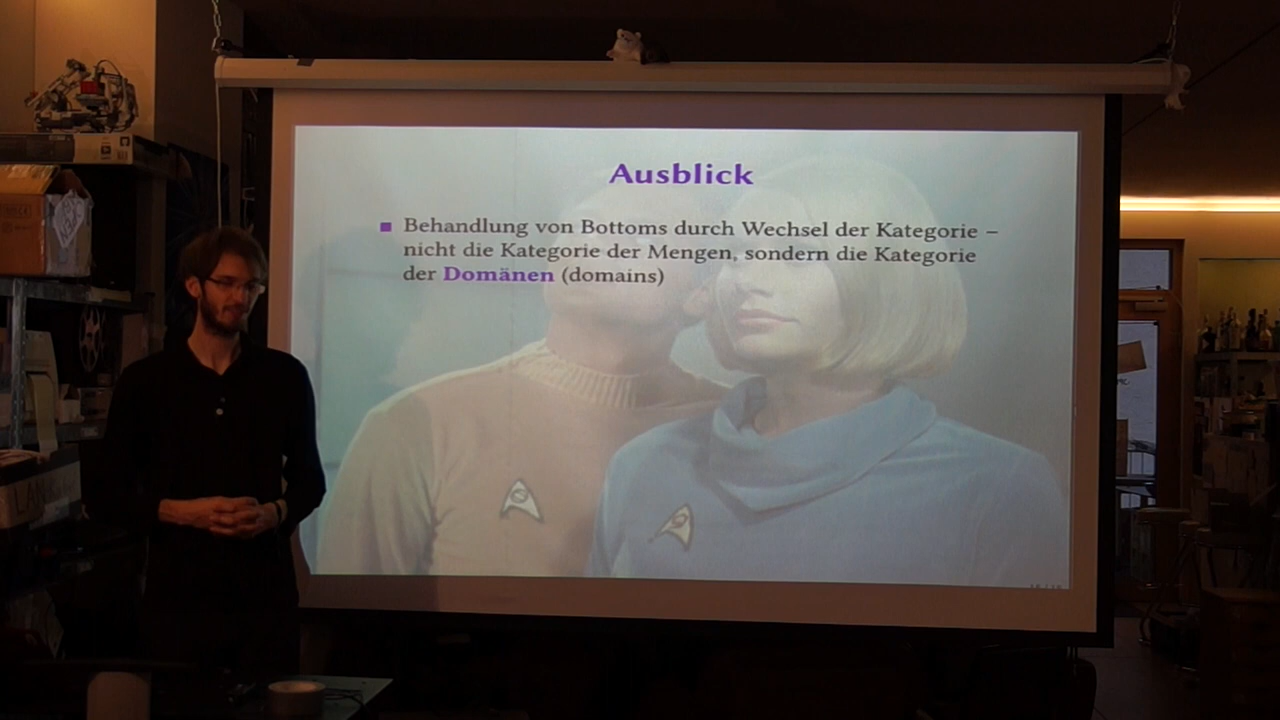 Ausblick
Behandlung von Bottoms durch Wechsel der Kategorie –
nicht die Kategorie der Mengen, sondern die Kategorie
der Domänen (domains)